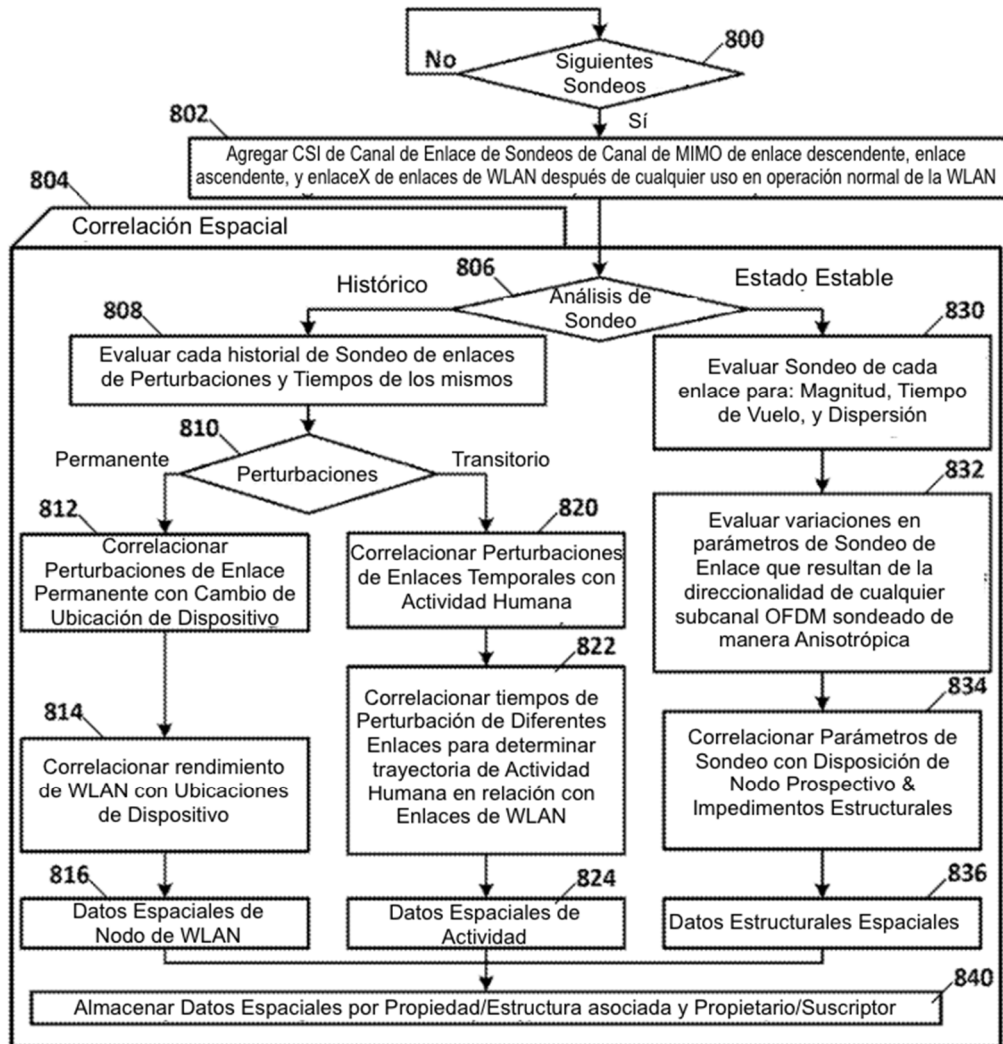 800
No
Siguientes
Sondeos
Sí
802
Agregar CSI de Canal de Enlace de Sondeos de Canal de MIMO de enlace descendente, enlace
ascendente, y enlaceX de enlaces de WLAN después de cualquier uso en operación normal de la WLAN
804
Correlación Espacial
806
Análisis de
Sondeo
Histórico
Estado Estable
808
Evaluar cada historial de Sondeo de enlaces
de Perturbaciones y Tiempos de los mismos
810
Perturbaciones
Permanente
Transitorio
812
Correlacionar
Perturbaciones de Enlace
Permanente con Cambio de
Ubicación de Dispositivo
814
Correlacionar rendimiento
de WLAN con Ubicaciones
de Dispositivo
816
Datos Espaciales de
Nodo de WLAN
820
Correlacionar Perturbaciones
de Enlaces Temporales con
Actividad Humana
822
Correlacionar tiempos de
Perturbación de Diferentes
Enlaces para determinar
trayectoria de Actividad
Humana en relación con
Enlaces de WLAN
824
Datos Espaciales de
Actividad
830
Evaluar Sondeo de cada
enlace para: Magnitud, Tiempo
de Vuelo, y Dispersión
832
Evaluar variaciones en
parámetros de Sondeo de
Enlace que resultan de la
direccionalidad de cualquier
subcanal OFDM sondeado de
manera Anisotrópica
834
Correlacionar Parámetros de
Sondeo con Disposición de
Nodo Prospectivo &
Impedimentos Estructurales
836
Datos Estructurales Espaciales
840
Almacenar Datos Espaciales por Propiedad/Estructura asociada y Propietario/Suscriptor